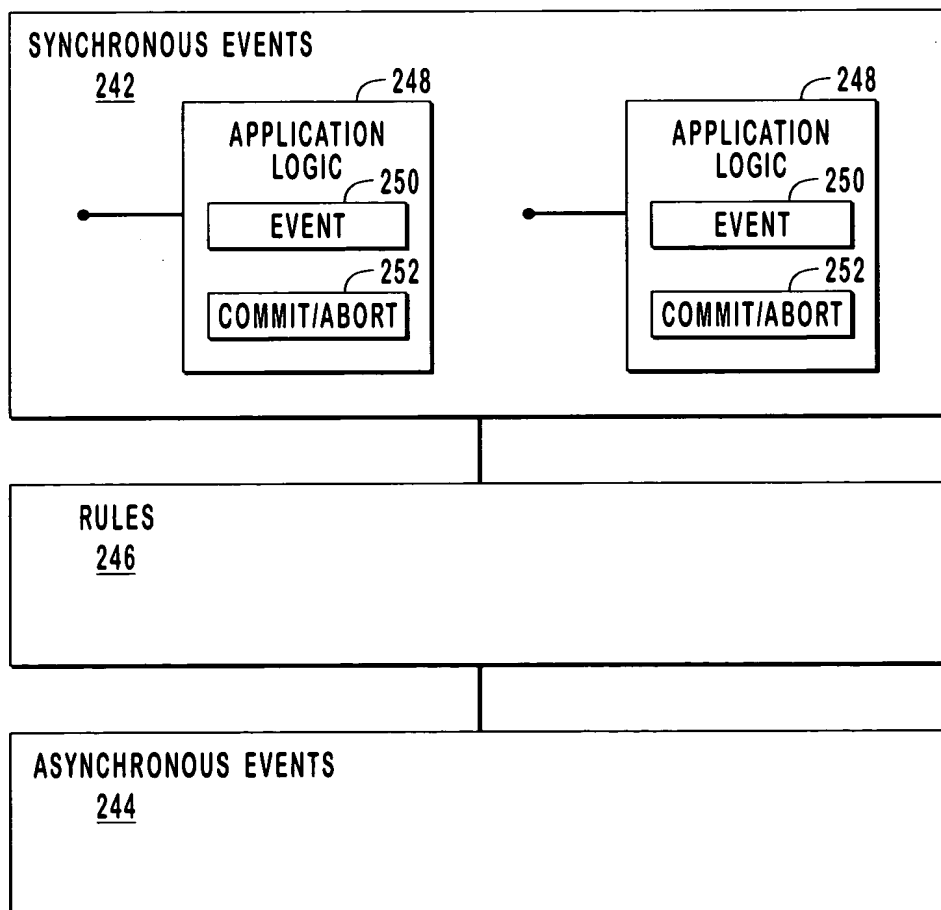 SYNCHRONOUS EVENTS
242
248
APPLICATION
LOGIC
250
EVENT
252
COMMIT/ABORT
248
APPLICATION
LOGIC
250
EVENT
252
COMMIT/ABORT
RULES
246
ASYNCHRONOUS EVENTS
244